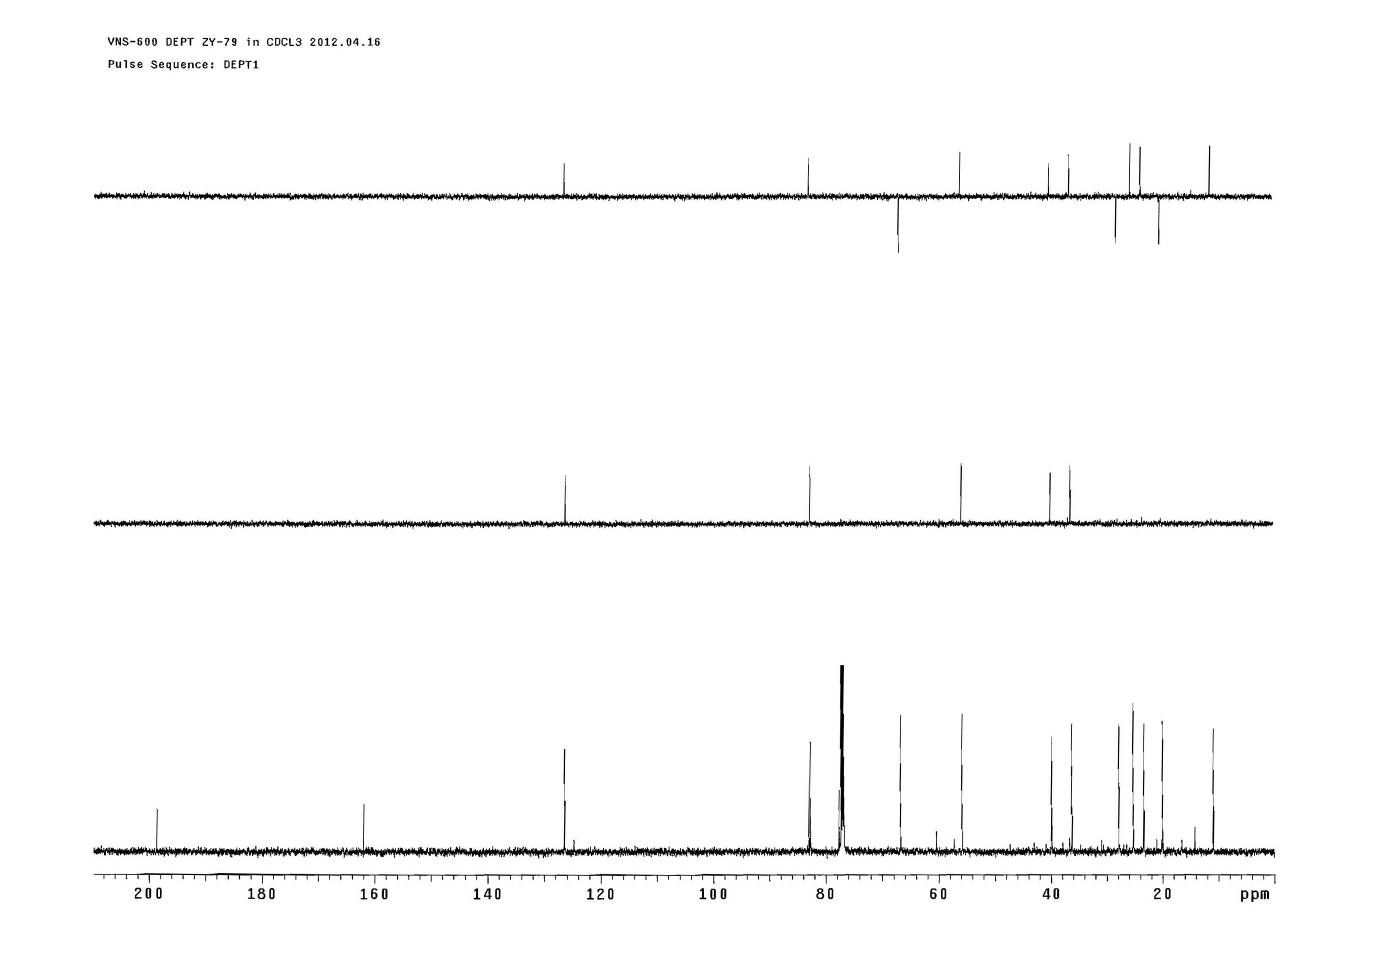 VNS-600 DEPT ZY-79 in CDCL3 2012.04.16
Pulse Sequence: DEPT1
200 180 160 140 120 100 80 60 40 20 ppm